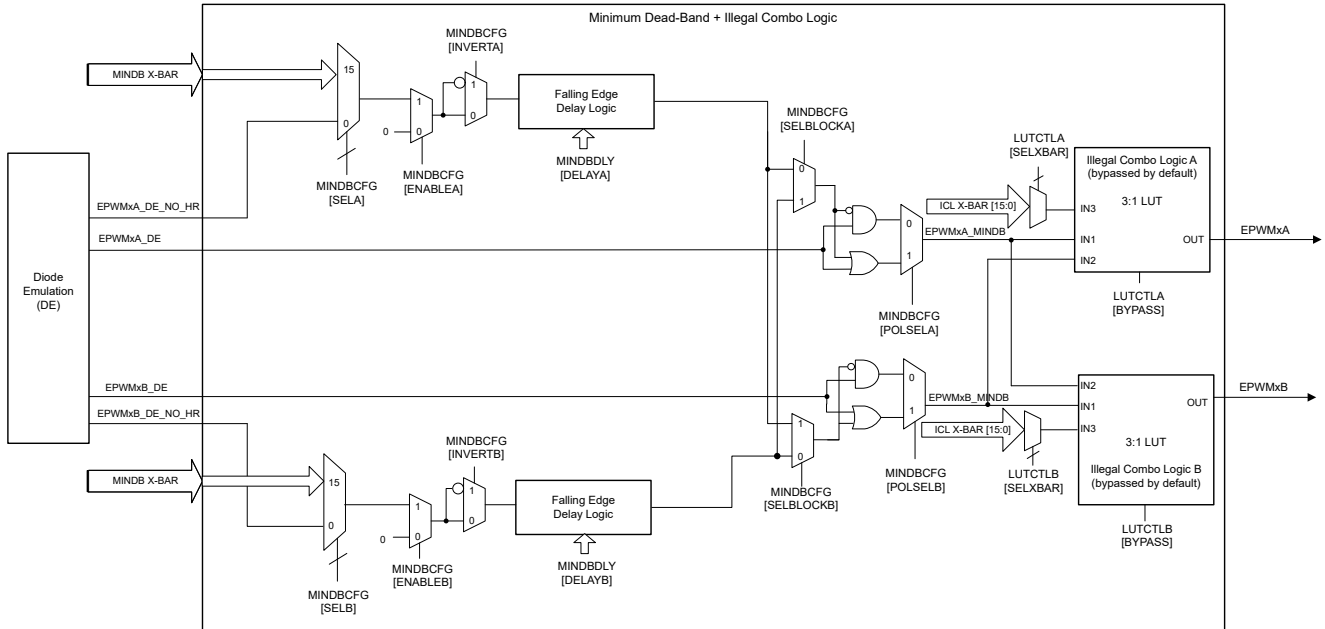 Minimum Dead-Band + Illegal Combo Logic
MINDB X-BAR
15
0
MINDBCFG
[SELA]
1
0
0
MINDBCFG
[ENABLEA]
MINDBCFG
[INVERTA]
1
0
Falling Edge
Delay Logic
MINDBDLY
[DELAYA]
MINDBCFG
[SELBLOCKA]
0
1
LUTCTLA
[SELXBAR]
ICL X-BAR [15:0]
Illegal Combo Logic A
(bypassed by default)
3:1 LUT
IN3
IN1
IN2
OUT
EPWMxA
LUTCTLA
[BYPASS]
Diode
Emulation
(DE)
EPWMxA_DE_NO_HR
EPWMxA_DE
0
1
EPWMxA_MINDB
MINDBCFG
[POLSELA]
EPWMxB_DE
EPWMxB_DE_NO_HR
0
1
EPWMxB_MINDB
MINDBCFG
[POLSELB]
ICL X-BAR [15:0]
LUTCTLB
[SELXBAR]
IN2
IN1
IN3
OUT
3:1 LUT
Illegal Combo Logic B
(bypassed by default)
EPWMxB
LUTCTLB
[BYPASS]
1
0
MINDBCFG
[SELBLOCKB]
MINDB X-BAR
15
0
MINDBCFG
[SELB]
1
0
0
MINDBCFG
[ENABLEB]
MINDBCFG
[INVERTB]
1
0
Falling Edge
Delay Logic
MINDBDLY
[DELAYB]